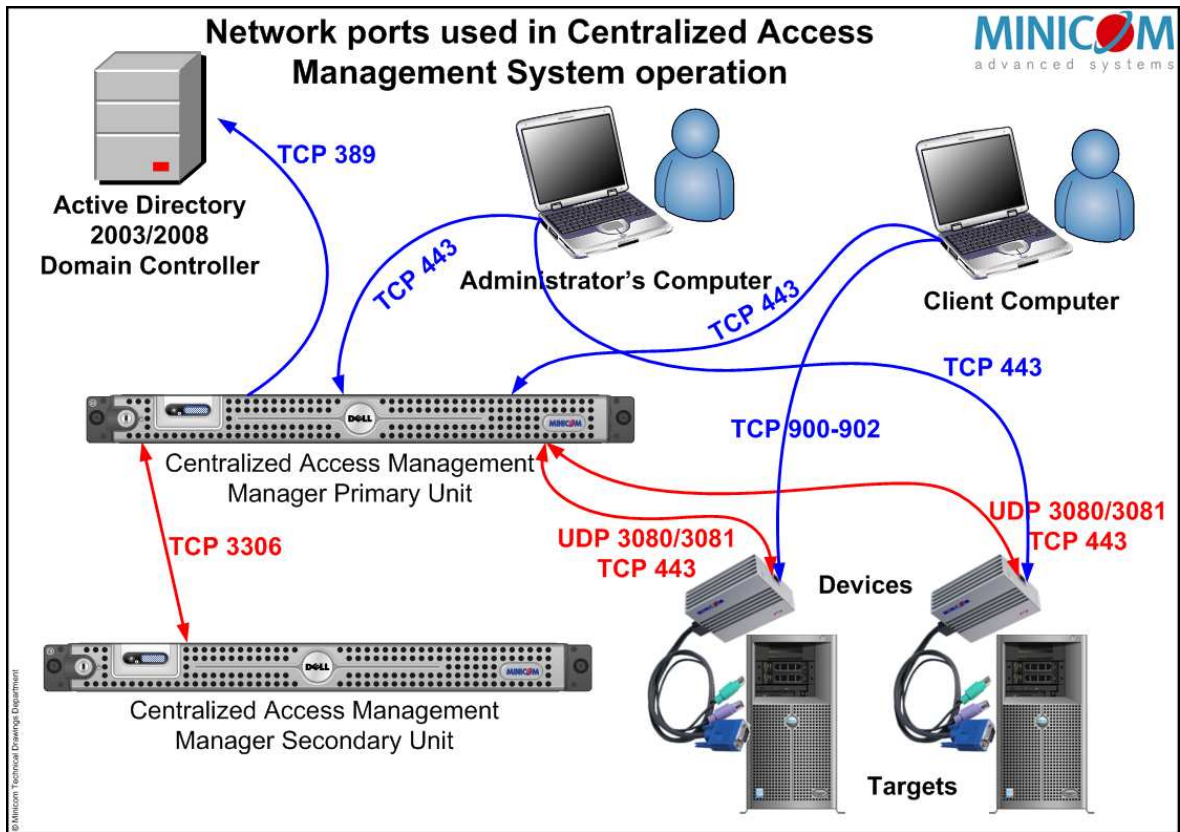 Network ports used in Centralized Access
Management System operation
MINICOM
advanced systems
TCP 389
Active Directory
2003/2008
Domain Controller
TCP 443
Administrator's Computer
TCP 443
Client Computer
TCP 443
TCP 900-902
DELL
MINICOM
Centralized Access Management
Manager Primary Unit
TCP 3306
UDP 3080/3081
TCP 443
UDP 3080/3081
TCP 443
Devices
MINICOM
MINICOM
DELL
MINICOM
Centralized Access Management
Manager Secondary Unit
Targets
© Minicom Technical Drawings Department